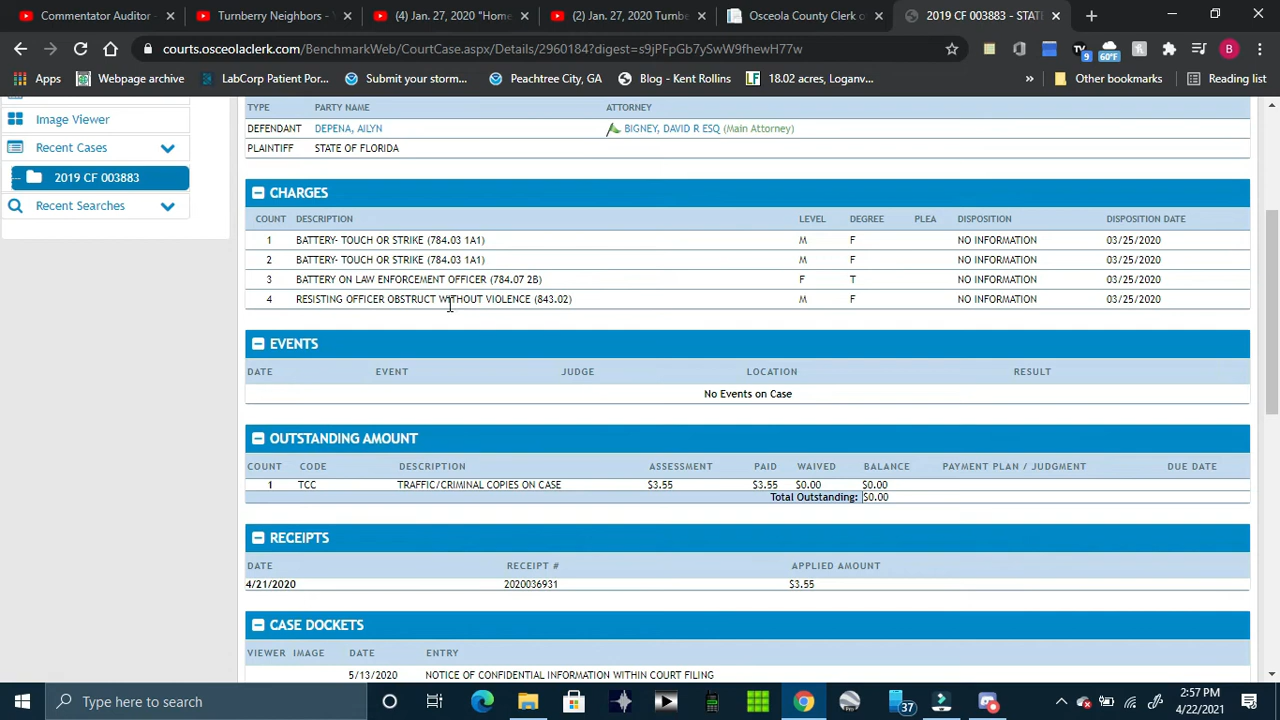 Commentator Auditor -
Turnberry Neighbors -
(4) Jan. 27, 2020 "Home
(2) Jan. 27, 2020 Turnbe
Osceola County Clerk of
2019 CF 003883 - STATE
courts.osceolaclerk.com/BenchmarkWeb/CourtCase.aspx/Details/2960184?digest=s9jPFpGb7ySwW9fhewH77w
TV 9 60°F B
Apps
Webpage archive
LabCorp Patient Por...
Submit your storm...
Peachtree City, GA
Blog - Kent Rollins
LF 18.02 acres, Loganv...
»
Other bookmarks
Reading list
Image Viewer
Recent Cases
2019 CF 003883
Recent Searches
TYPE PARTY NAME ATTORNEY
DEFENDANT DEPENA, AILYN BIGNEY, DAVID R ESQ (Main Attorney)
PLAINTIFF STATE OF FLORIDA
CHARGES
COUNT DESCRIPTION LEVEL DEGREE PLEA DISPOSITION DISPOSITION DATE
1 BATTERY- TOUCH OR STRIKE (784.03 1A1) M F NO INFORMATION 03/25/2020
2 BATTERY- TOUCH OR STRIKE (784.03 1A1) M F NO INFORMATION 03/25/2020
3 BATTERY ON LAW ENFORCEMENT OFFICER (784.07 2B) F T NO INFORMATION 03/25/2020
4 RESISTING OFFICER OBSTRUCT WITHOUT VIOLENCE (843.02) M F NO INFORMATION 03/25/2020
EVENTS
DATE EVENT JUDGE LOCATION RESULT
No Events on Case
OUTSTANDING AMOUNT
COUNT CODE DESCRIPTION ASSESSMENT PAID WAIVED BALANCE PAYMENT PLAN / JUDGMENT DUE DATE
1 TCC TRAFFIC/CRIMINAL COPIES ON CASE $3.55 $3.55 $0.00 $0.00
Total Outstanding: $0.00
RECEIPTS
DATE RECEIPT # APPLIED AMOUNT
4/21/2020 2020036931 $3.55
CASE DOCKETS
VIEWER IMAGE DATE ENTRY
5/13/2020 NOTICE OF CONFIDENTIAL INFORMATION WITHIN COURT FILING
Type here to search
37
2:57 PM
4/22/2021